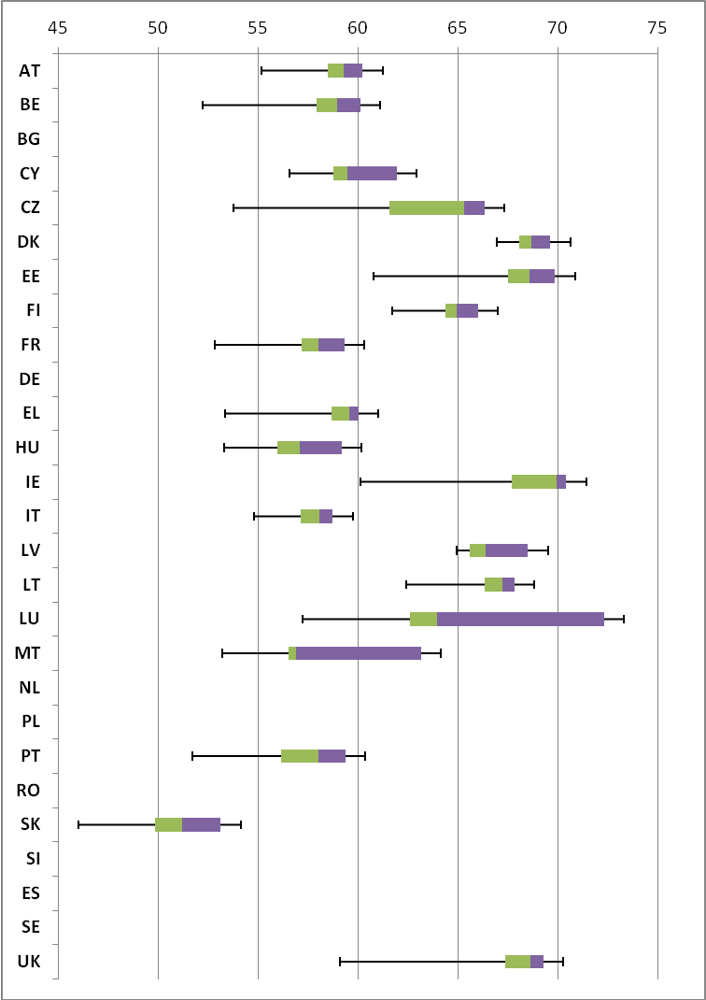 45 50 55 60 65 70 75
AT
BE
BG
CY
CZ
DK
EE
FI
FR
DE
EL
HU
IE
IT
LV
LT
LU
MT
NL
PL
PT
RO
SK
SI
ES
SE
UK